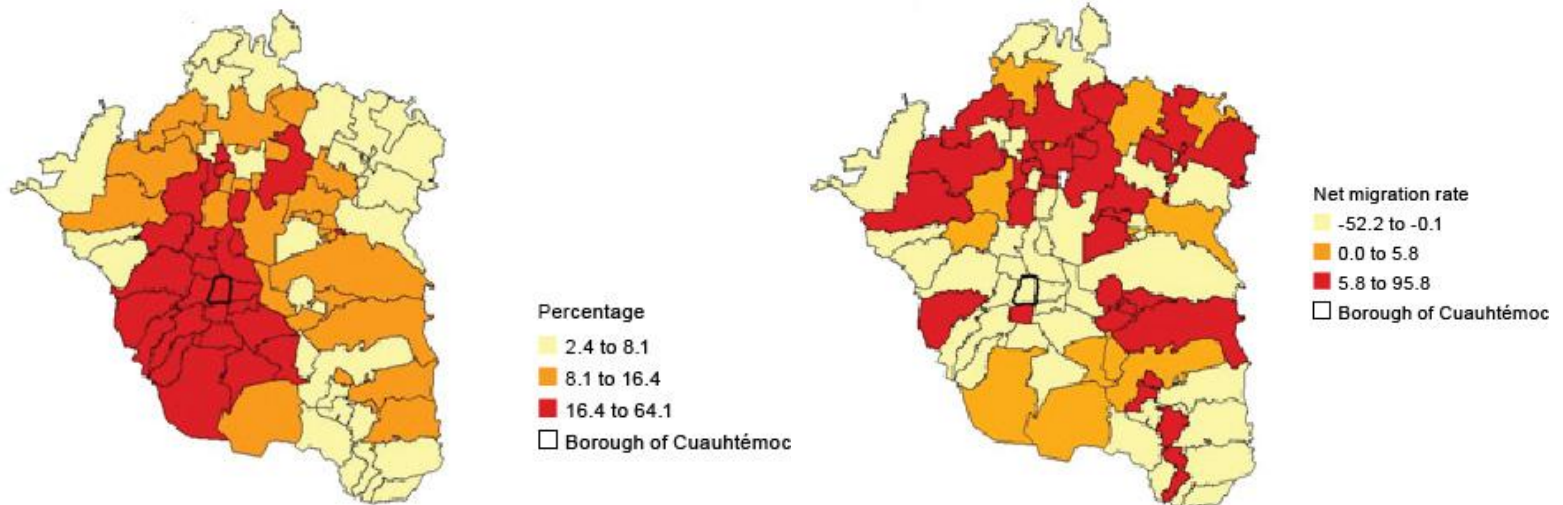 Percentage
2.4 to 8.1
8.1 to 16.4
16.4 to 64.1
Borough of Cuauhtémoc
Net migration rate
-52.2 to -0.1
0.0 to 5.8
5.8 to 95.8
Borough of Cuauhtémoc